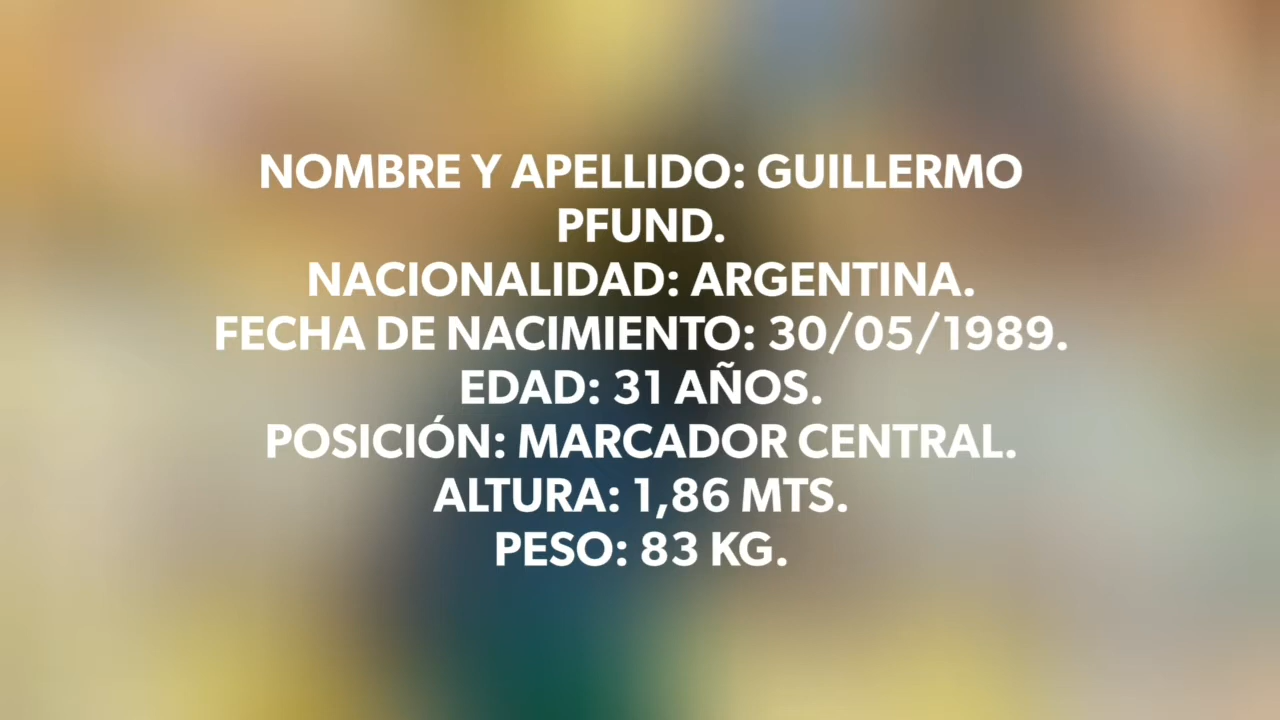 NOMBRE Y APELLIDO: GUILLERMO
PFUND.
NACIONALIDAD: ARGENTINA.
FECHA DE NACIMIENTO: 30/05/1989.
EDAD: 31 AÑOS.
POSICIÓN: MARCADOR CENTRAL.
ALTURA: 1,86 MTS.
PESO: 83 KG.